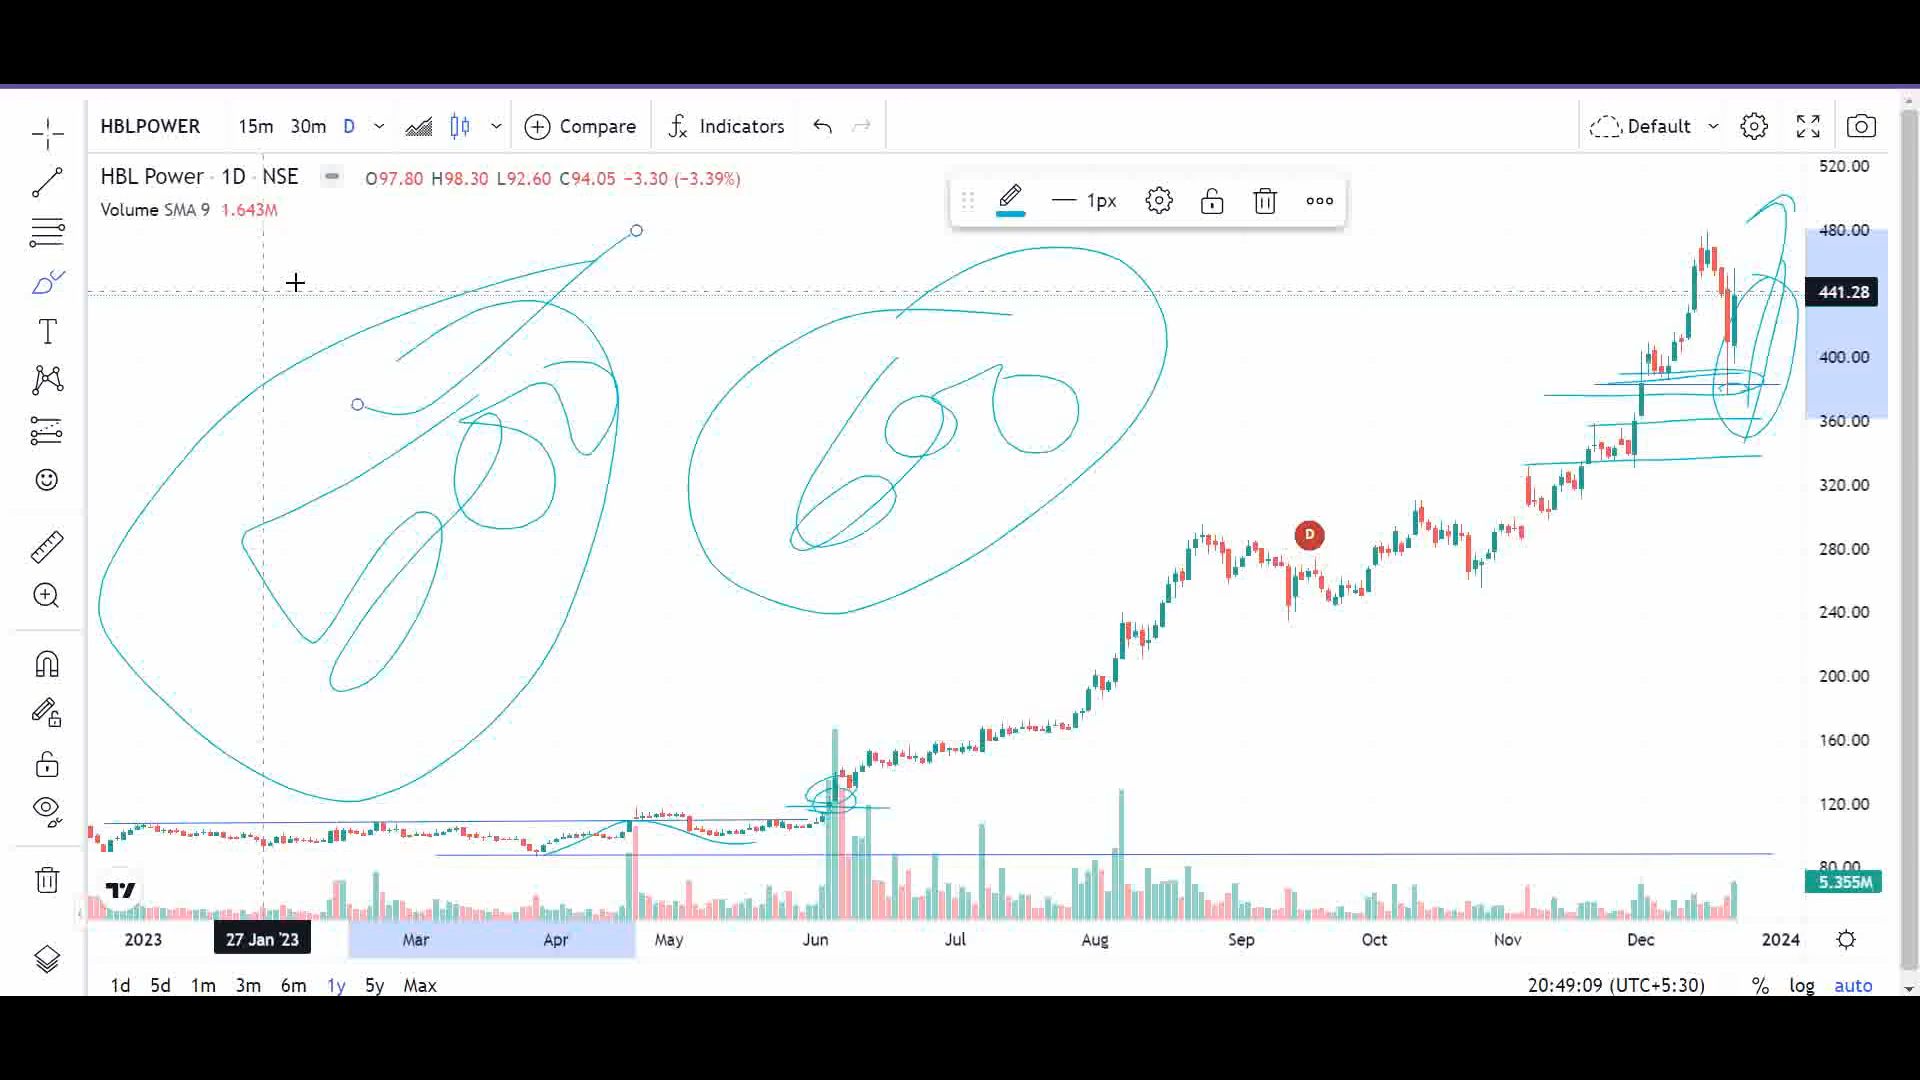 HBLPOWER 15m 30m D Compare Indicators Default
HBL Power · 1D · NSE O97.80 H98.30 L92.60 C94.05 −3.30 (−3.39%)
Volume SMA 9 1.643M
1px
520.00
480.00
441.28
400.00
360.00
320.00
280.00
240.00
200.00
160.00
120.00
80.00
5.355M
D
2023 27 Jan '23 Mar Apr May Jun Jul Aug Sep Oct Nov Dec 2024
1d 5d 1m 3m 6m 1y 5y Max 20:49:09 (UTC+5:30) % log auto